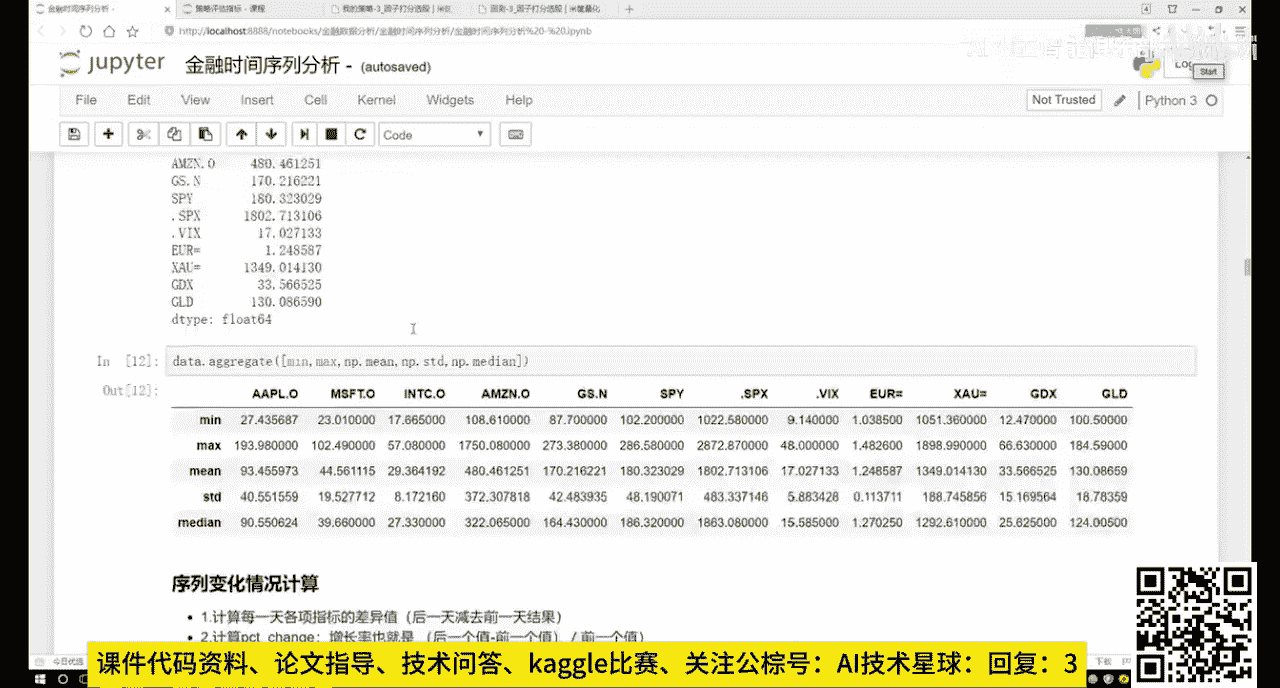 金融时间序列分析 -
策略评估指标 - 课程
我的策略-3_因子打分选股 | 米筐
回测-3_因子打分选股 | 米筐量化
http://localhost:8888/notebooks/金融数据分析/金融时间序列分析/金融时间序列分析%20-%20.ipynb
jupyter 金融时间序列分析 - (autosaved)
Start
File Edit View Insert Cell Kernel Widgets Help
Not Trusted Python 3
Code
AMZN.O 480.461251
GS.N 170.216221
SPY 180.323029
.SPX 1802.713106
.VIX 17.027133
EUR= 1.248587
XAU= 1349.014130
GDX 33.566525
GLD 130.086590
dtype: float64
In [12]: data.aggregate([min,max,np.mean,np.std,np.median])
Out[12]:
AAPL.O MSFT.O INTC.O AMZN.O GS.N SPY .SPX .VIX EUR= XAU= GDX GLD
min 27.435687 23.010000 17.665000 108.610000 87.700000 102.200000 1022.580000 9.140000 1.038500 1051.360000 12.470000 100.50000
max 193.980000 102.490000 57.080000 1750.080000 273.380000 286.580000 2872.870000 48.000000 1.482600 1898.990000 66.630000 184.59000
mean 93.455973 44.561115 29.364192 480.461251 170.216221 180.323029 1802.713106 17.027133 1.248587 1349.014130 33.566525 130.08659
std 40.551559 19.527712 8.172160 372.307818 42.483935 48.190071 483.337146 5.883428 0.113711 188.745856 15.169564 18.78359
median 90.550624 39.660000 27.330000 322.065000 164.430000 186.320000 1863.080000 15.585000 1.270250 1292.610000 25.625000 124.00500
序列变化情况计算
1.计算每一天各项指标的差异值（后一天减去前一天结果）
2.计算pct_change：增长率也就是 （后一个值-前一个值）/前一个值）
课件代码资料、论文指导、技术问答、kaggle比赛、关注公棕号：AI技术星球：回复：3
今日优选
下载